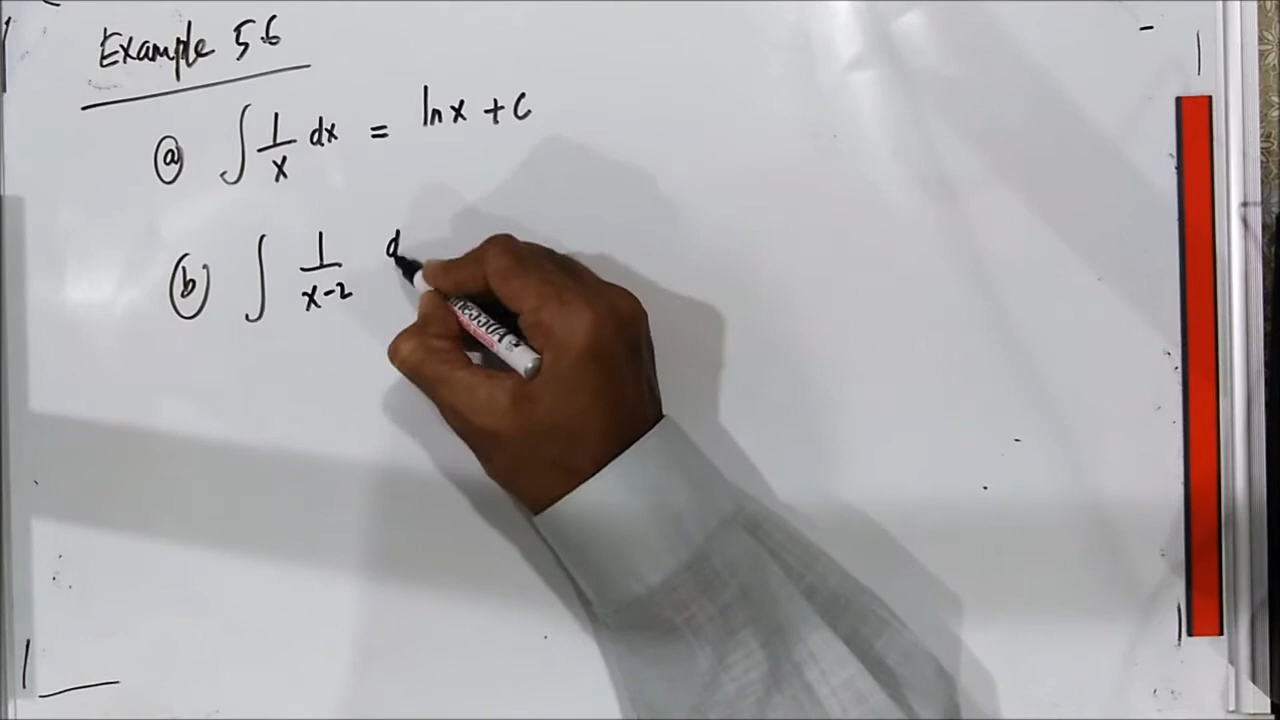 Example 5.6
(a) ∫ 1/x dx = ln x + c
(b) ∫ 1/(x-2) d